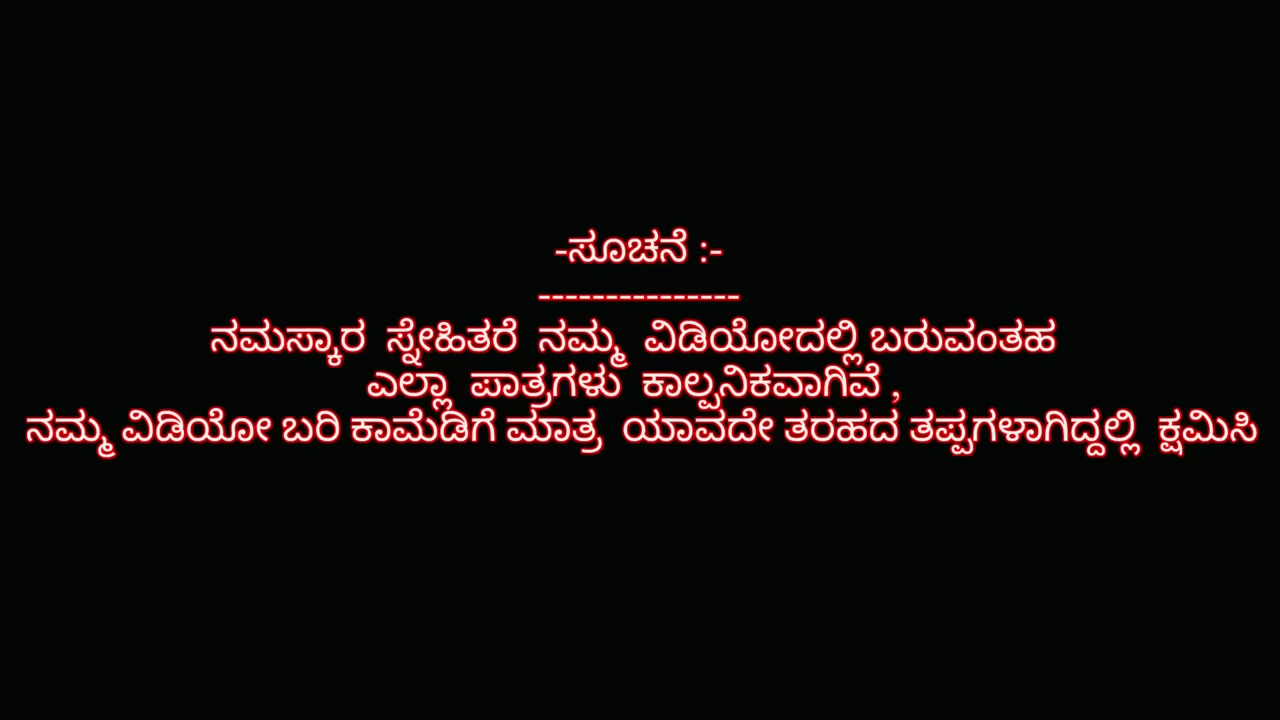 -ಸೂಚನೆ :-
---------------
ನಮಸ್ಕಾರ ಸ್ನೇಹಿತರೆ ನಮ್ಮ ವಿಡಿಯೋದಲ್ಲಿ ಬರುವಂತಹ
ಎಲ್ಲಾ ಪಾತ್ರಗಳು ಕಾಲ್ಪನಿಕವಾಗಿವೆ ,
ನಮ್ಮ ವಿಡಿಯೋ ಬರಿ ಕಾಮೆಡಿಗೆ ಮಾತ್ರ ಯಾವದೇ ತರಹದ ತಪ್ಪಗಳಾಗಿದ್ದಲ್ಲಿ ಕ್ಷಮಿಸಿ